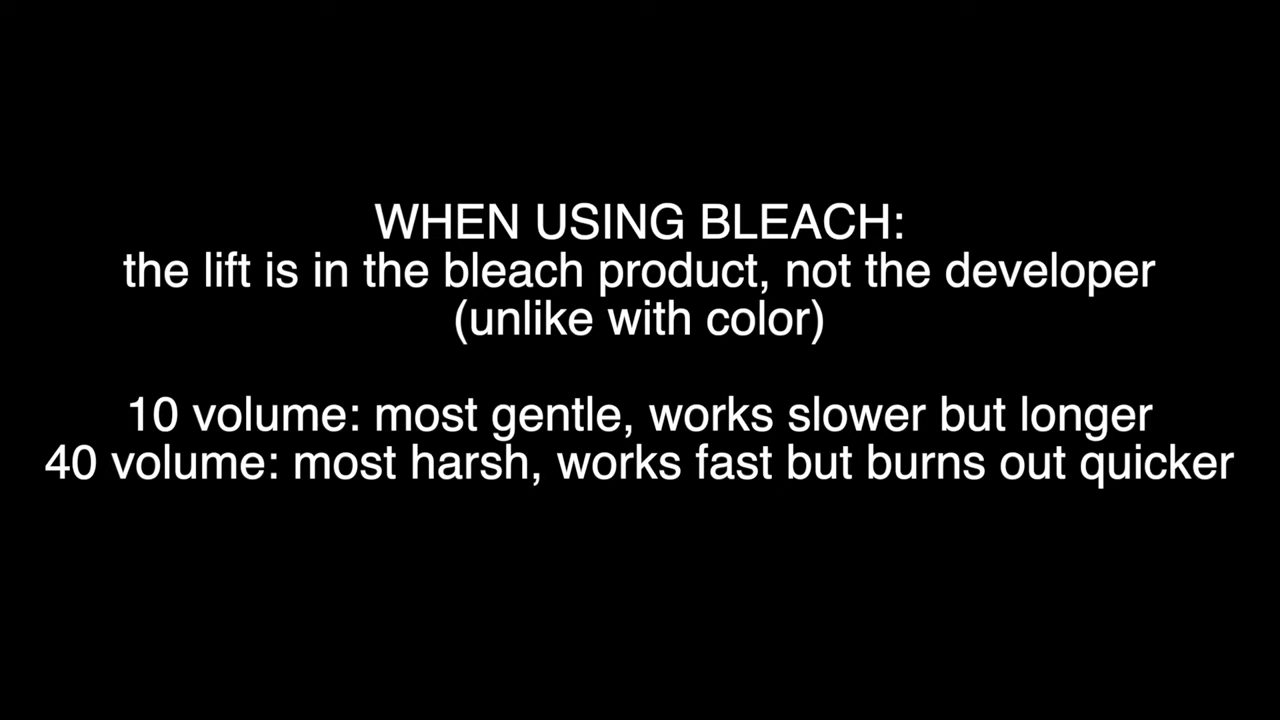 WHEN USING BLEACH:
the lift is in the bleach product, not the developer
(unlike with color)
10 volume: most gentle, works slower but longer
40 volume: most harsh, works fast but burns out quicker